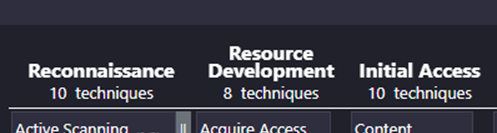 Reconnaissance
10 techniques
Resource
Development
8 techniques
Initial Access
10 techniques
Active Scanning
Acquire Access
Content